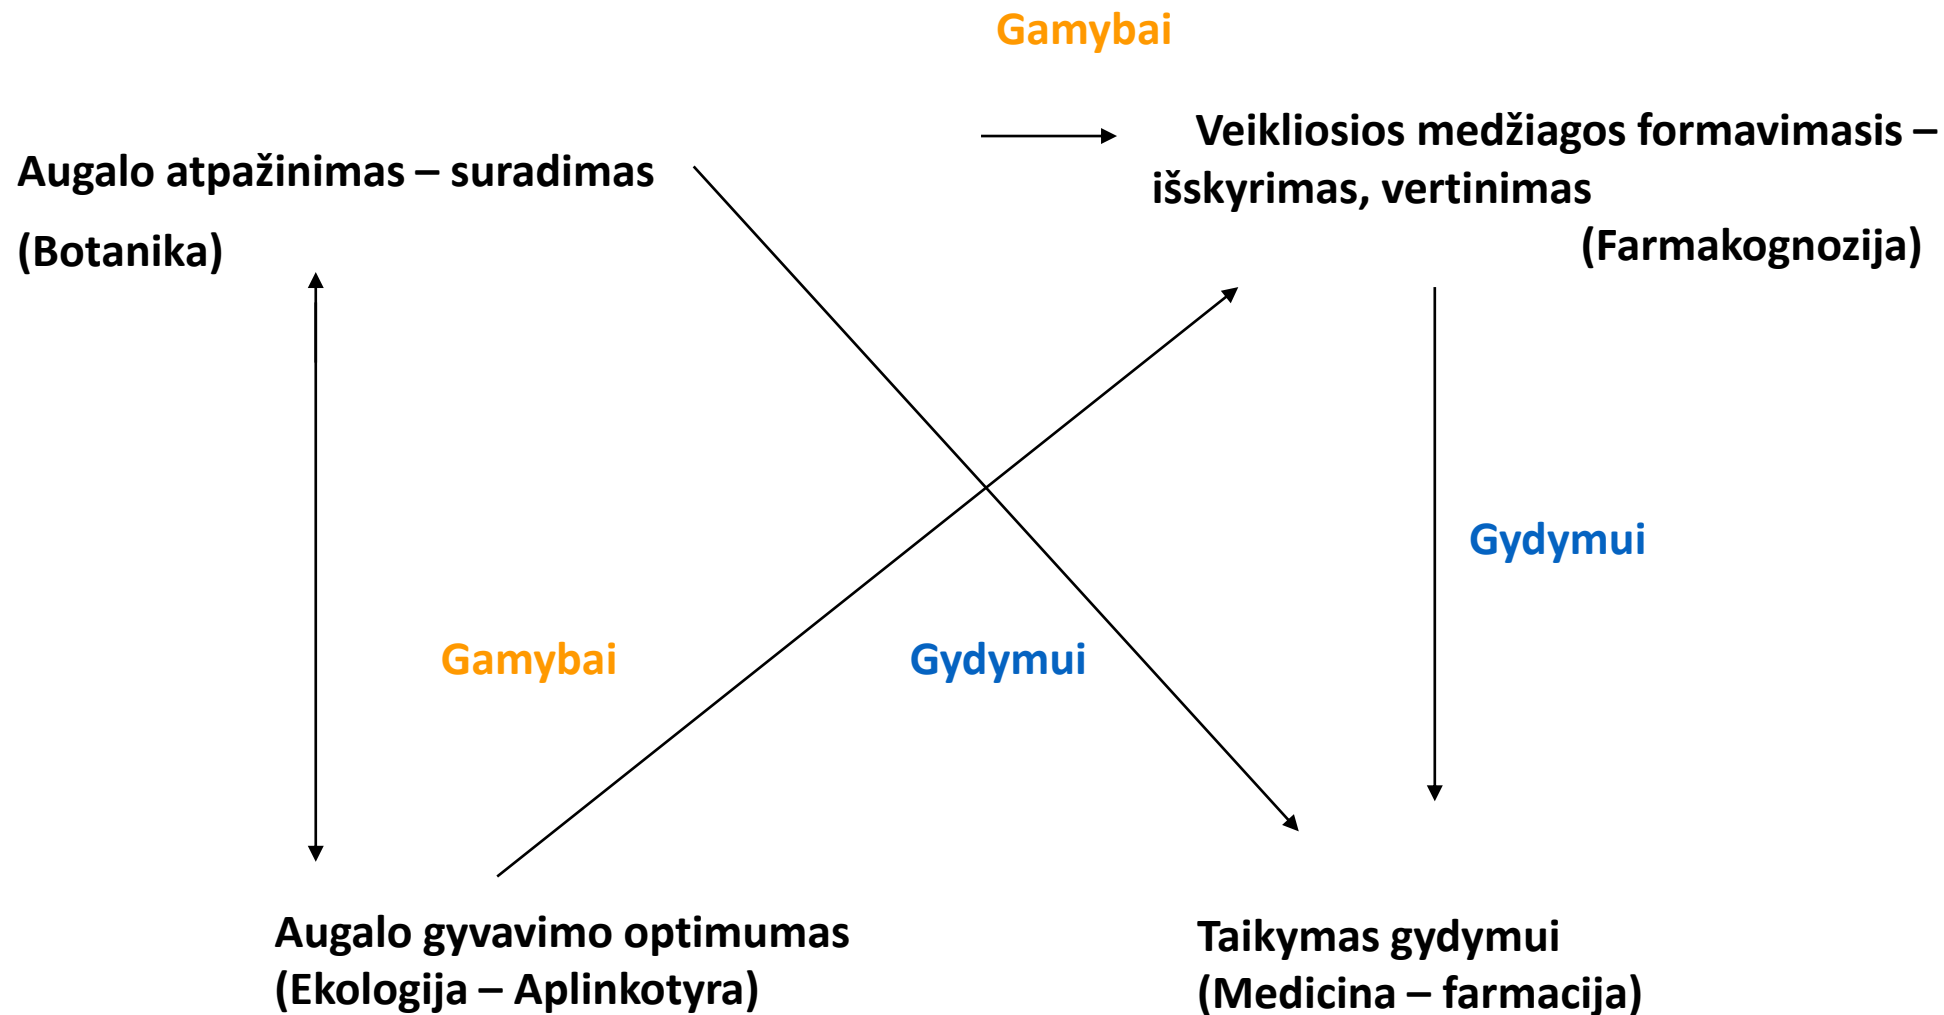 Gamybai
Augalo atpažinimas – suradimas
(Botanika)
Veikliosios medžiagos formavimasis –
išskyrimas, vertinimas
(Farmakognozija)
Gydymui
Gamybai
Gydymui
Augalo gyvavimo optimumas
(Ekologija – Aplinkotyra)
Taikymas gydymui
(Medicina – farmacija)